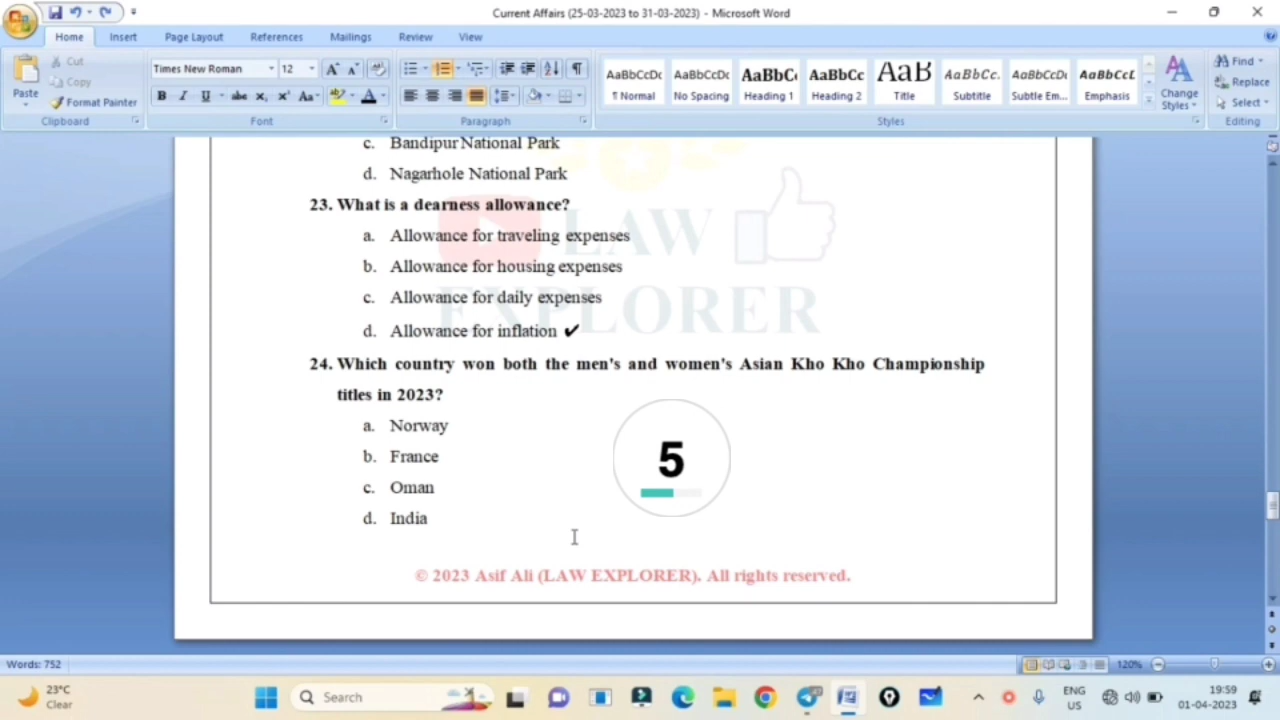 Current Affairs (25-03-2023 to 31-03-2023) - Microsoft Word
Home Insert Page Layout References Mailings Review View
Paste Cut Copy Format Painter
Times New Roman 12
B I U abc x₂ x² Aa A
AaBbCcDc AaBbCcDc AaBbC AaBbCc AaB AaBbCc. AaBbCcDi AaBbCcL
¶ Normal No Spacing Heading 1 Heading 2 Title Subtitle Subtle Em... Emphasis
Change Styles
Find Replace Select
Clipboard Font Paragraph Styles Editing
c. Bandipur National Park
d. Nagarhole National Park
23. What is a dearness allowance?
a. Allowance for traveling expenses
b. Allowance for housing expenses
c. Allowance for daily expenses
d. Allowance for inflation ✔
LAW
EXPLORER
24. Which country won both the men's and women's Asian Kho Kho Championship
titles in 2023?
a. Norway
b. France
c. Oman
d. India
5
© 2023 Asif Ali (LAW EXPLORER). All rights reserved.
Words: 752 120%
23°C
Clear
Search
ENG
US
19:59
01-04-2023